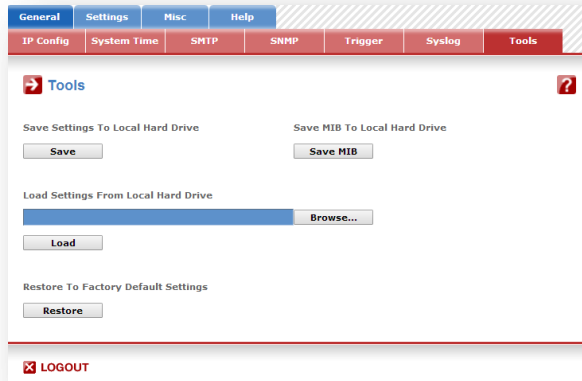 General Settings Misc Help
IP Config System Time SMTP SNMP Trigger Syslog Tools
Tools ?
Save Settings To Local Hard Drive Save MIB To Local Hard Drive
Save Save MIB
Load Settings From Local Hard Drive
Browse...
Load
Restore To Factory Default Settings
Restore
LOGOUT